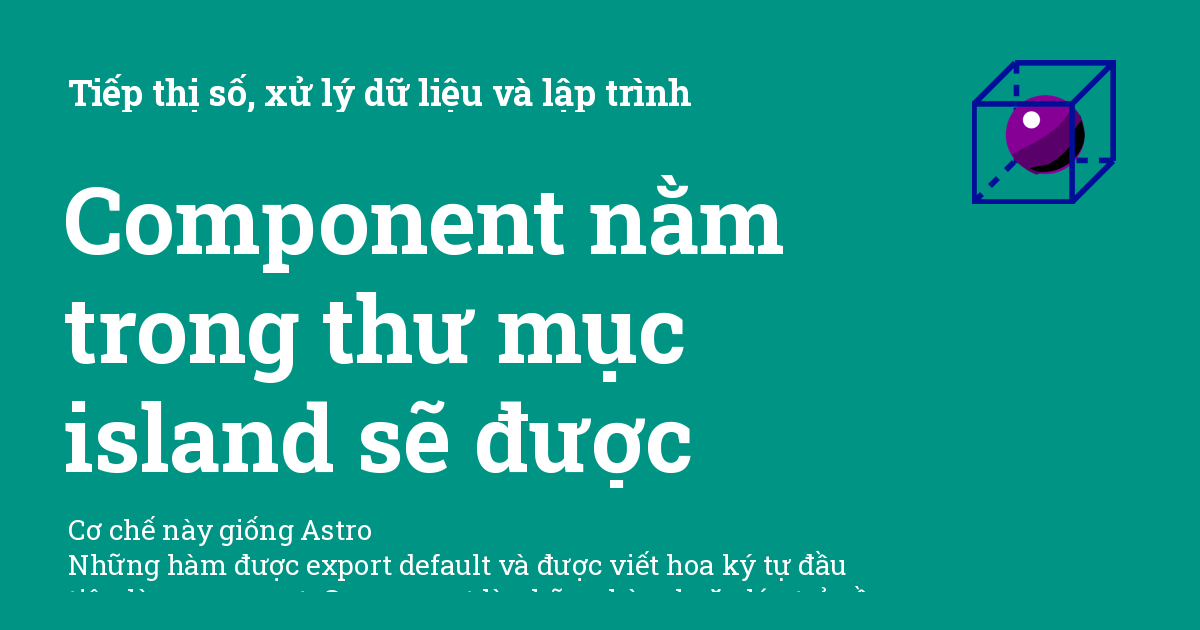 Tiếp thị số, xử lý dữ liệu và lập trình
Component nằm
trong thư mục
island sẽ được
Cơ chế này giống Astro
Những hàm được export default và được viết hoa ký tự đầu